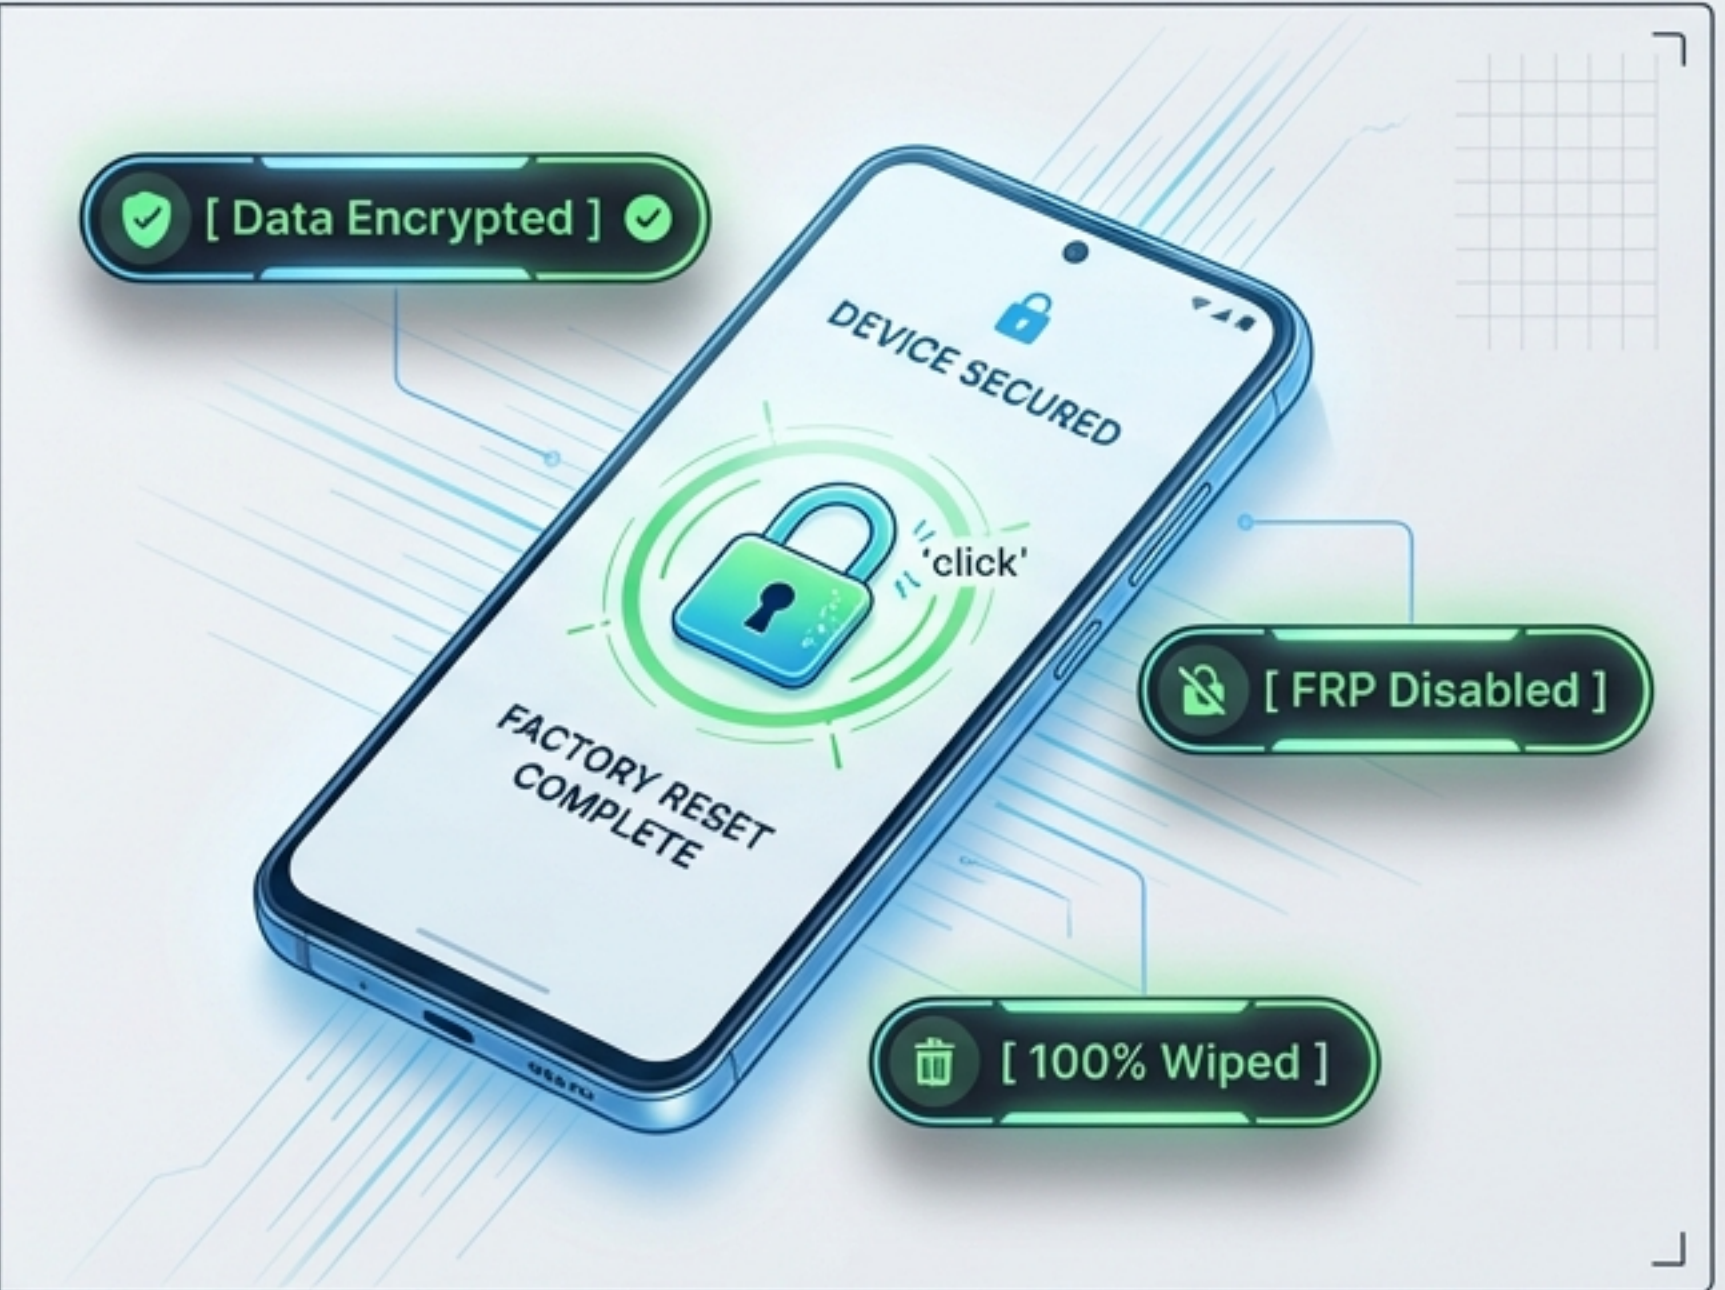 [ Data Encrypted ]
DEVICE SECURED
'click'
FACTORY RESET
COMPLETE
[ FRP Disabled ]
[ 100% Wiped ]